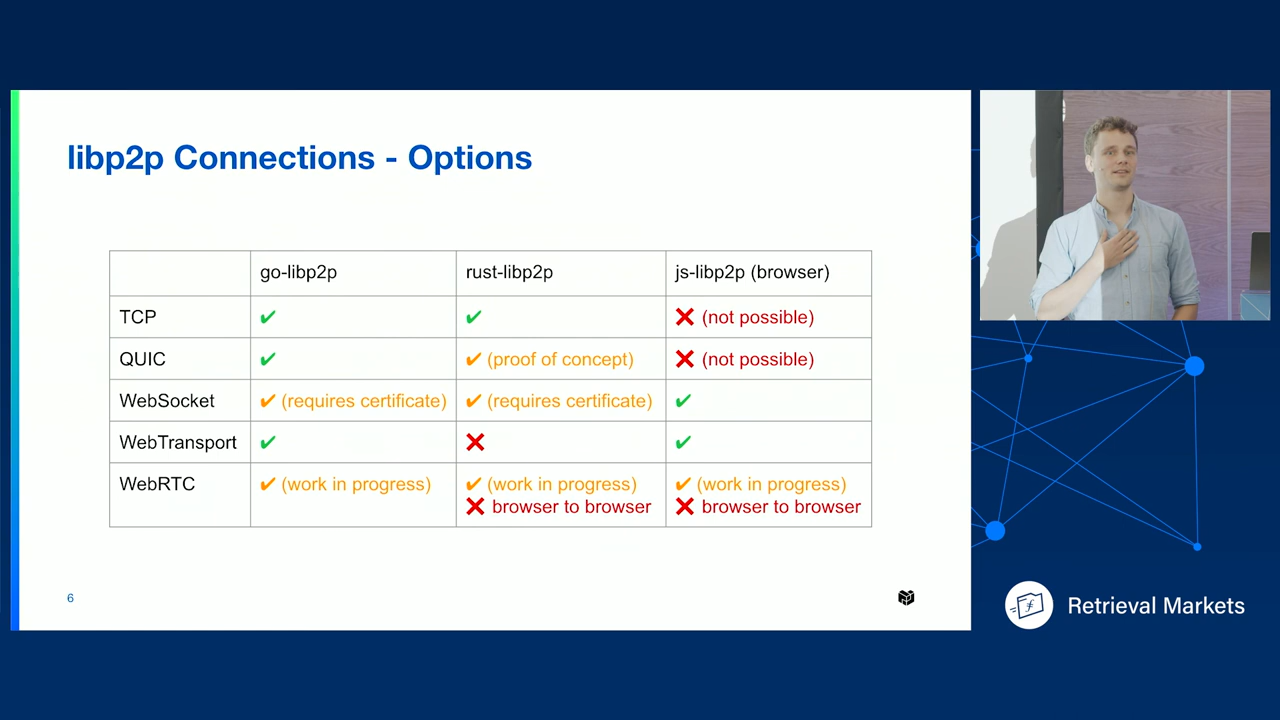 libp2p Connections - Options
go-libp2p rust-libp2p js-libp2p (browser)
TCP ✔ ✔ ❌ (not possible)
QUIC ✔ ✔ (proof of concept) ❌ (not possible)
WebSocket ✔ (requires certificate) ✔ (requires certificate) ✔
WebTransport ✔ ❌ ✔
WebRTC ✔ (work in progress) ✔ (work in progress) ✔ (work in progress)
❌ browser to browser ❌ browser to browser
6
Retrieval Markets